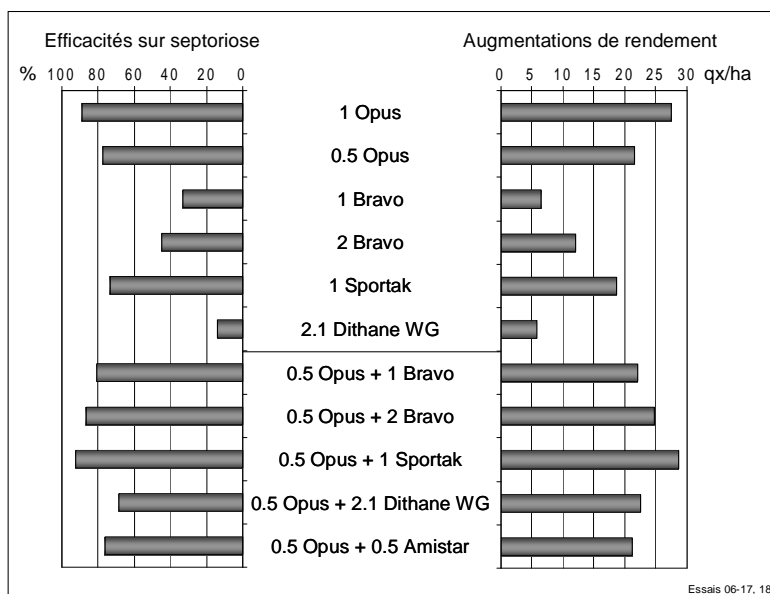 Efficacités sur septoriose Augmentations de rendement
% 100 80 60 40 20 0 0 5 10 15 20 25 30 qx/ha
1 Opus
0.5 Opus
1 Bravo
2 Bravo
1 Sportak
2.1 Dithane WG
0.5 Opus + 1 Bravo
0.5 Opus + 2 Bravo
0.5 Opus + 1 Sportak
0.5 Opus + 2.1 Dithane WG
0.5 Opus + 0.5 Amistar
Essais 06-17, 18